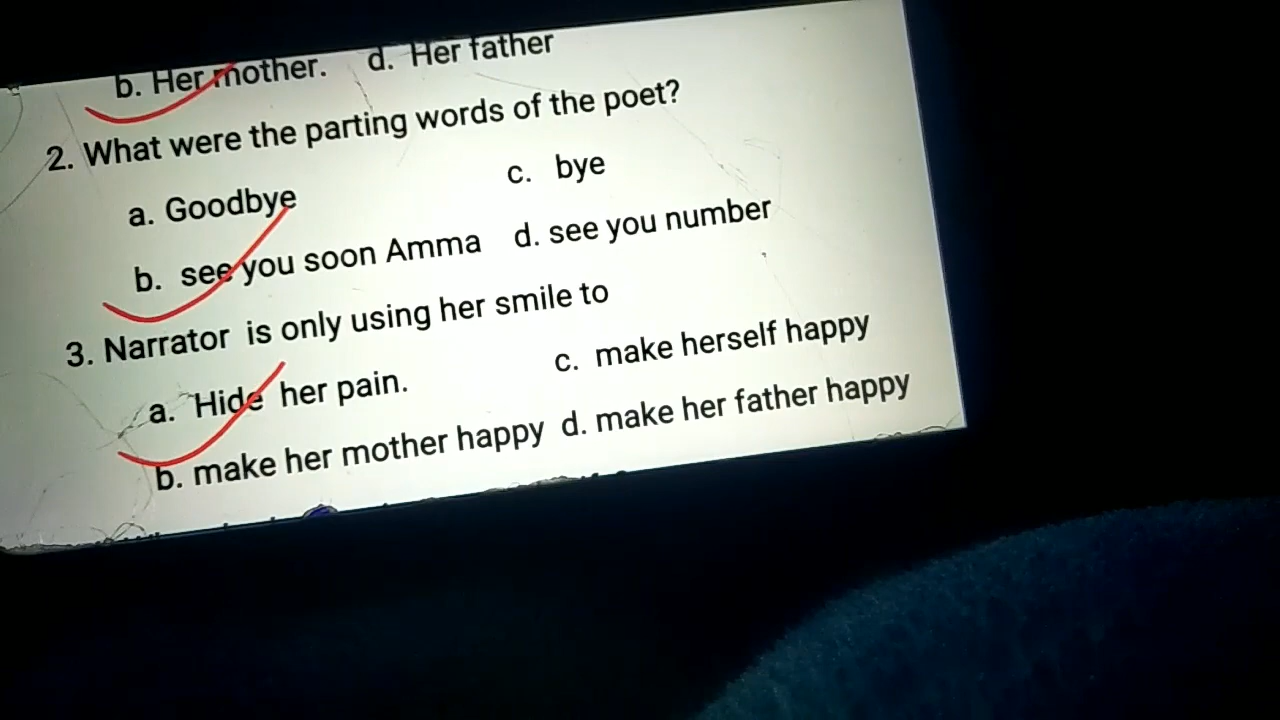 b. Her mother. d. Her father
2. What were the parting words of the poet?
a. Goodbye c. bye
b. see you soon Amma d. see you number
3. Narrator is only using her smile to
a. Hide her pain. c. make herself happy
b. make her mother happy d. make her father happy